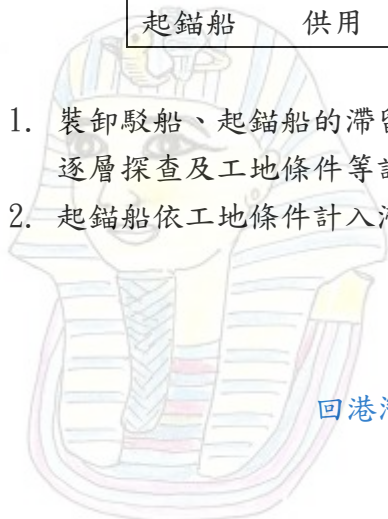 起錨船 供用
1. 裝卸駁船、起錨船的滯留
逐層探查及工地條件等
2. 起錨船依工地條件計入
回港